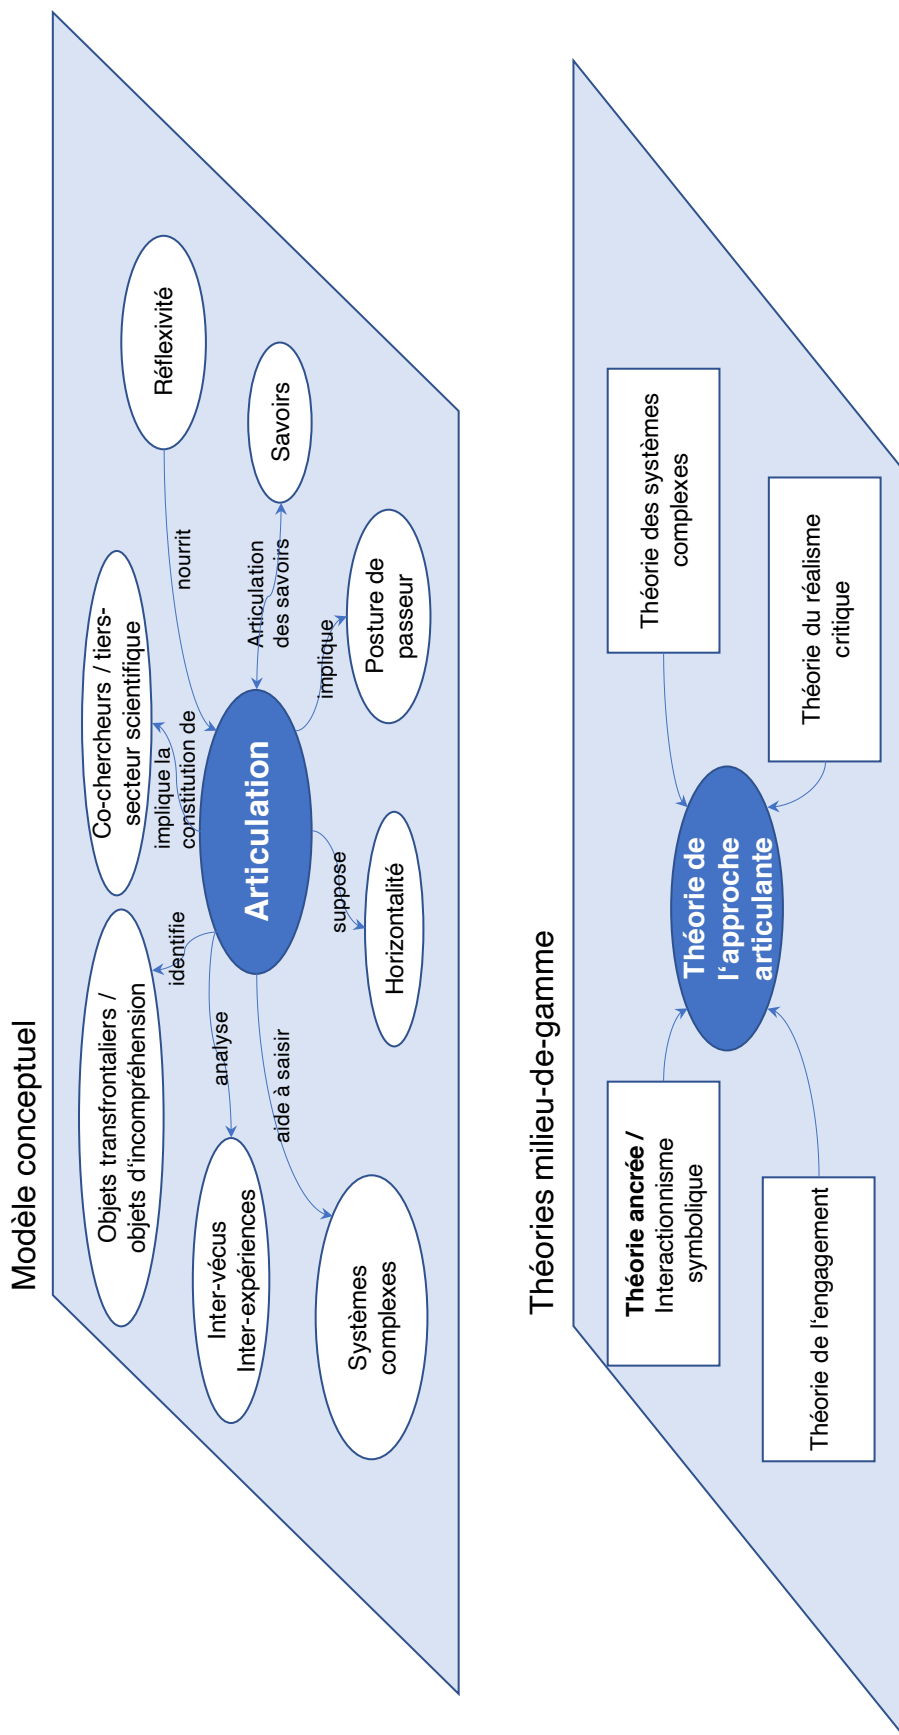 Modèle conceptuel
Objets transfrontaliers /
objets d'incompréhension
Co-chercheurs / tiers-
secteur scientifique
Réflexivité
identifie
implique la
constitution de
nourrit
Inter-vécus
Inter-expériences
analyse
Articulation
Articulation
des savoirs
Savoirs
aide à saisir
suppose
implique
Systèmes
complexes
Horizontalité
Posture de
passeur
Théories milieu-de-gamme
Théorie ancrée /
Interactionnisme
symbolique
Théorie des systèmes
complexes
Théorie de
l'approche
articulante
Théorie de l'engagement
Théorie du réalisme
critique